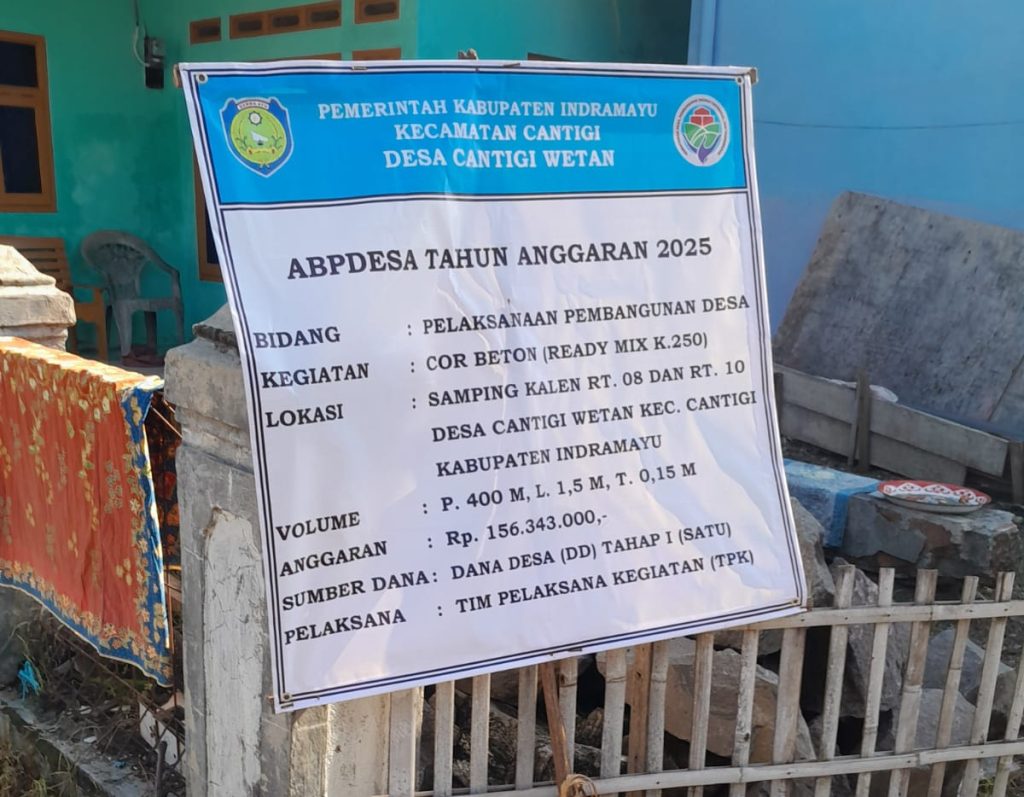 PEMERINTAH KABUPATEN INDRAMAYU
KECAMATAN CANTIGI
DESA CANTIGI WETAN
ABPDESA TAHUN ANGGARAN 2025
BIDANG : PELAKSANAAN PEMBANGUNAN DESA
KEGIATAN : COR BETON (READY MIX K.250)
LOKASI : SAMPING KALEN RT. 08 DAN RT. 10
DESA CANTIGI WETAN KEC. CANTIGI
KABUPATEN INDRAMAYU
VOLUME : P. 400 M, L. 1,5 M, T. 0,15 M
ANGGARAN : Rp. 156.343.000,-
SUMBER DANA : DANA DESA (DD) TAHAP I (SATU)
PELAKSANA : TIM PELAKSANA KEGIATAN (TPK)